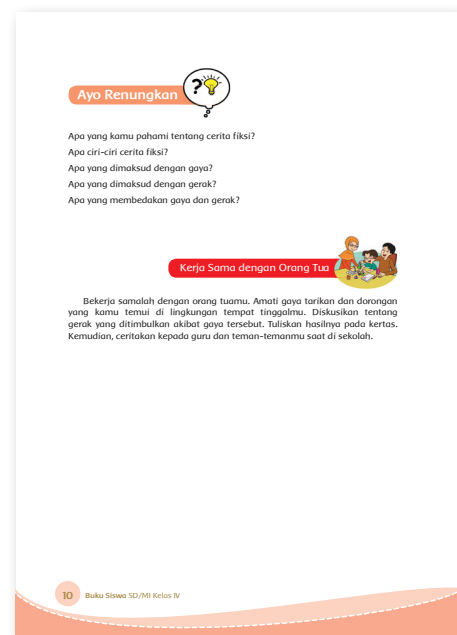 Ayo Renungkan
?
Apa yang kamu pahami tentang cerita fiksi?
Apa ciri-ciri cerita fiksi?
Apa yang dimaksud dengan gaya?
Apa yang dimaksud dengan gerak?
Apa yang membedakan gaya dan gerak?
Kerja Sama dengan Orang Tua
Bekerja samalah dengan orang tuamu. Amati gaya tarikan dan dorongan
yang kamu temui di lingkungan tempat tinggalmu. Diskusikan tentang
gerak yang ditimbulkan akibat gaya tersebut. Tuliskan hasilnya pada kertas.
Kemudian, ceritakan kepada guru dan teman-temanmu saat di sekolah.
10 Buku Siswa SD/MI Kelas IV